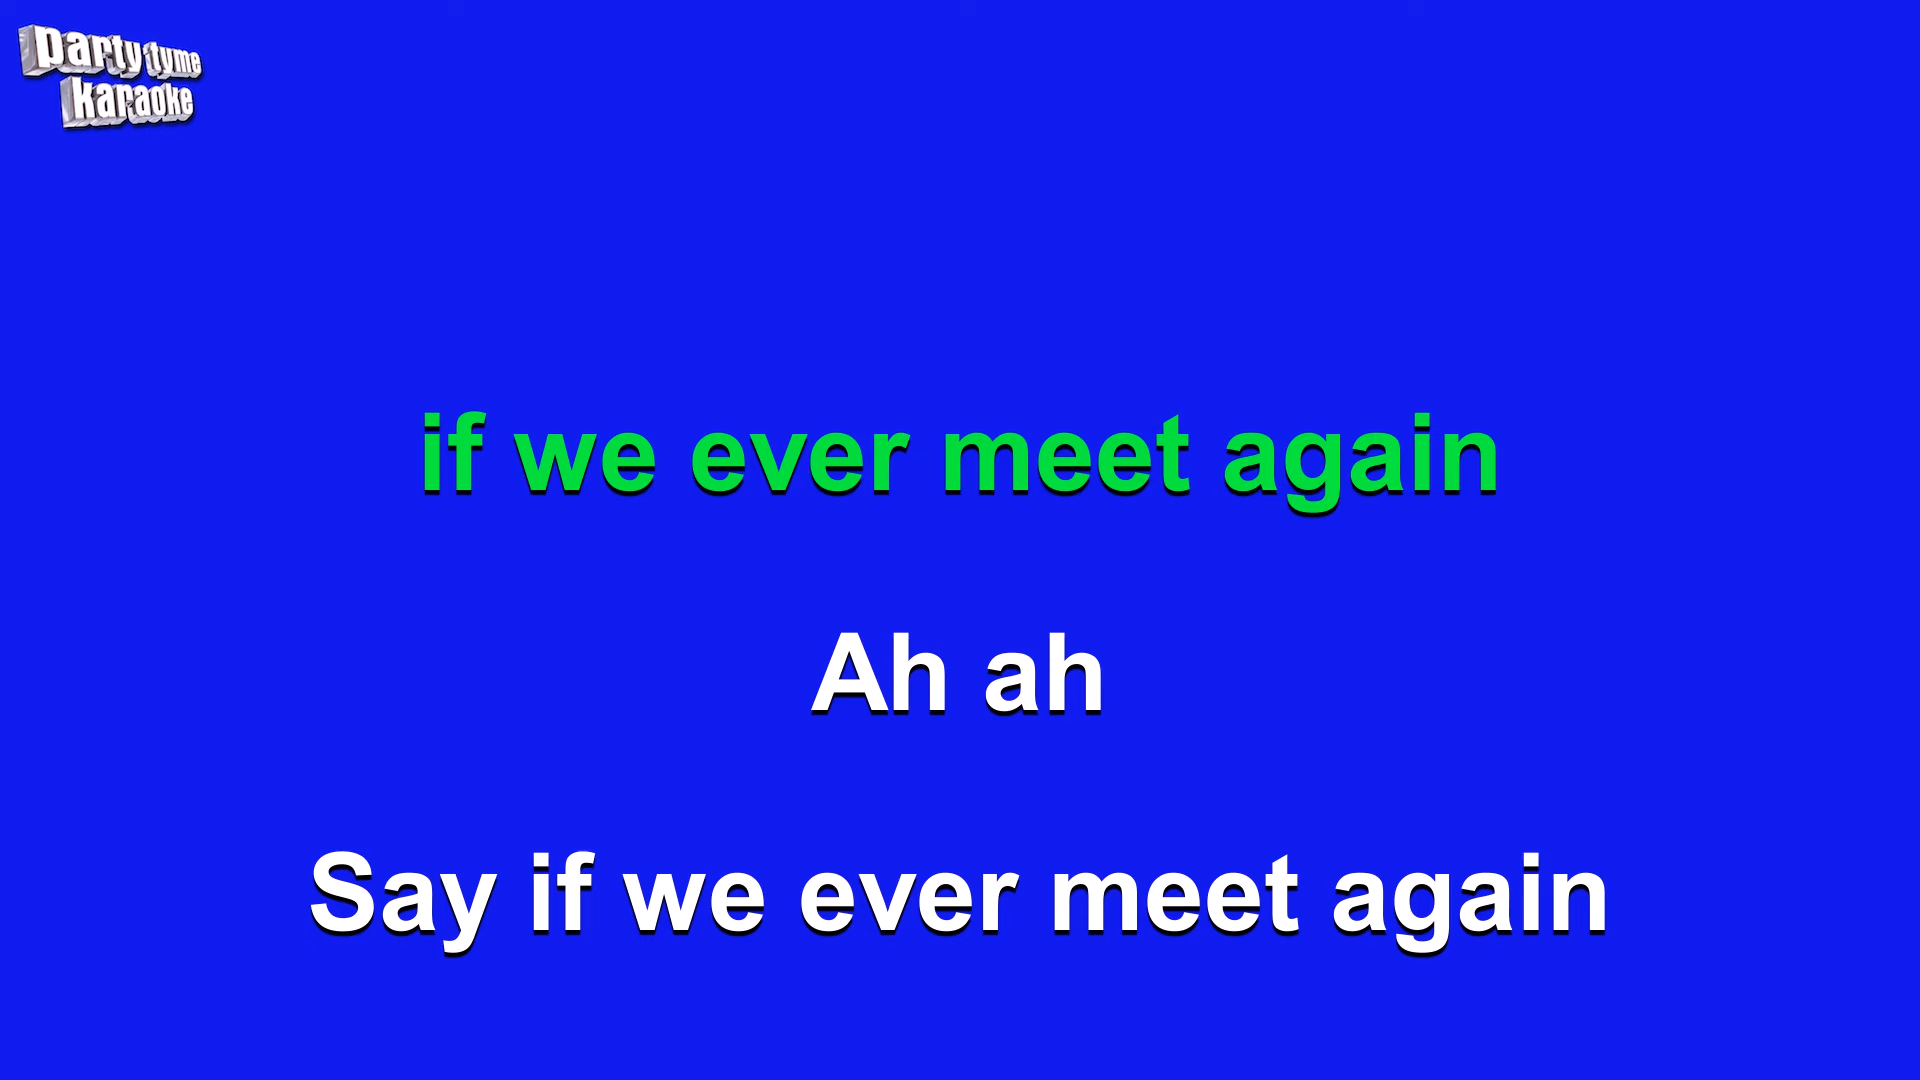 party tyme
karaoke
if we ever meet again
Ah ah
Say if we ever meet again